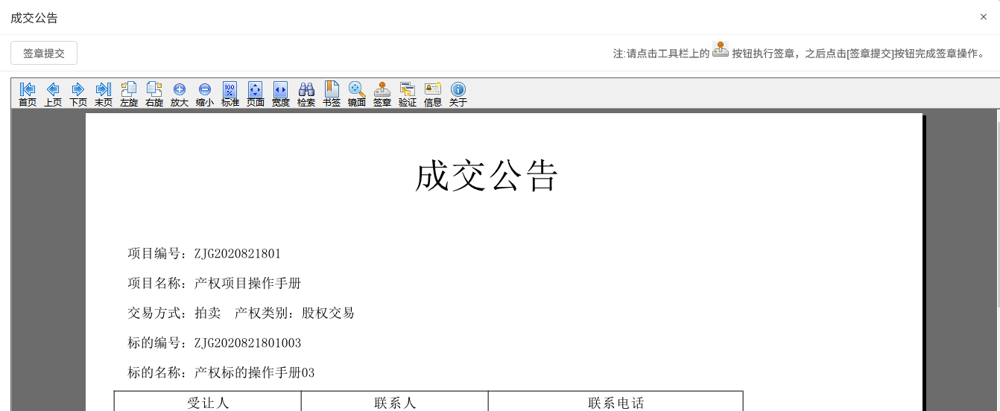 成交公告
×
签章提交
注:请点击工具栏上的 按钮执行签章，之后点击[签章提交]按钮完成签章操作。
首页 上页 下页 末页 左旋 右旋 放大 缩小 标准 页面 宽度 检索 书签 镜面 签章 验证 信息 关于
成交公告
项目编号：ZJG2020821801
项目名称：产权项目操作手册
交易方式：拍卖 产权类别：股权交易
标的编号：ZJG2020821801003
标的名称：产权标的操作手册03
受让人 联系人 联系电话